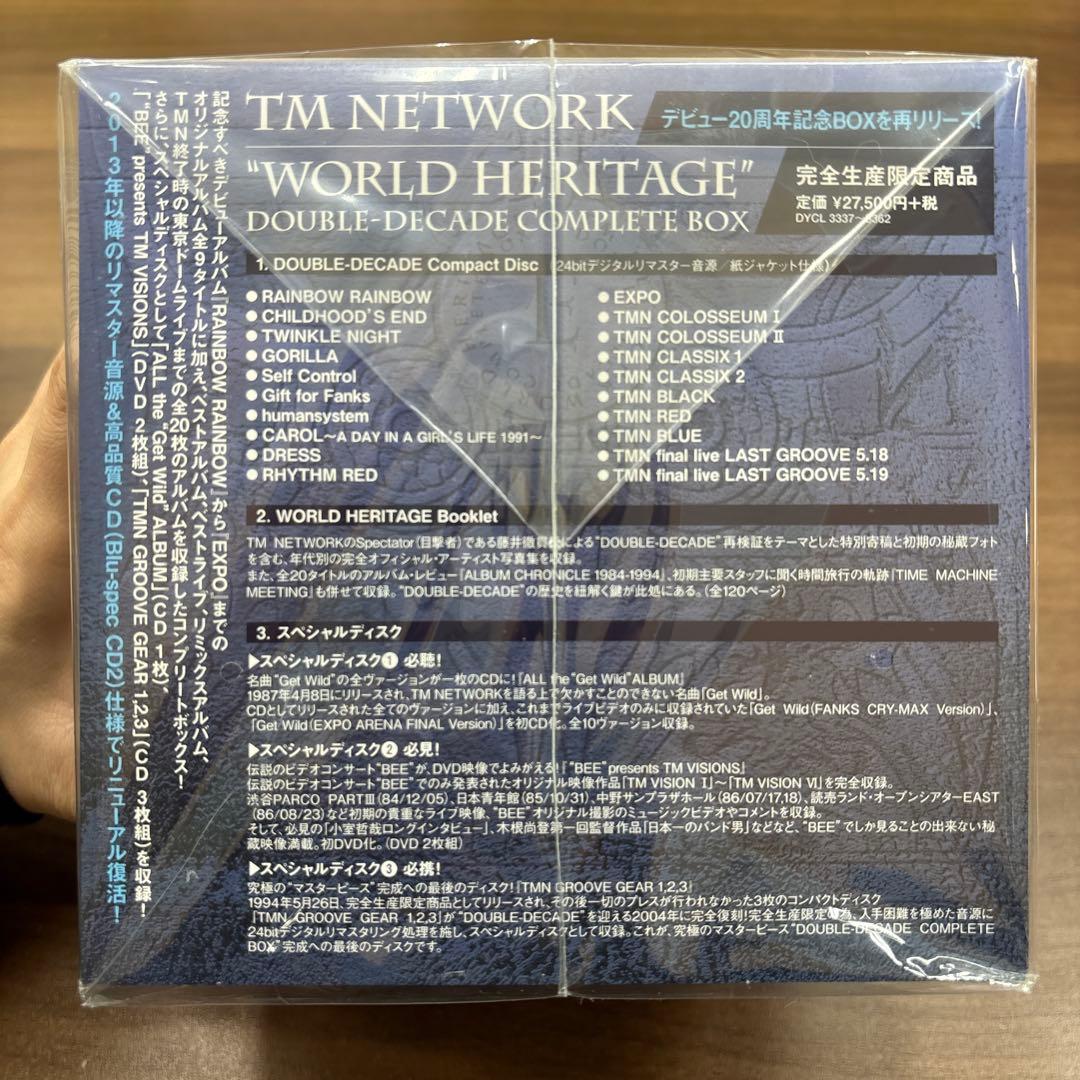 TM NETWORK
デビュー20周年記念BOXを再リリース!
"WORLD HERITAGE"
DOUBLE-DECADE COMPLETE BOX
完全生産限定商品
定価 ¥27,500円+税
DYCL 3337〜3362
1. DOUBLE-DECADE Compact Disc (24bitデジタルリマスター音源/紙ジャケット仕様)
● RAINBOW RAINBOW
● CHILDHOOD'S END
● TWINKLE NIGHT
● GORILLA
● Self Control
● Gift for Fanks
● humansystem
● CAROL〜A DAY IN A GIRL'S LIFE 1991〜
● DRESS
● RHYTHM RED
● EXPO
● TMN COLOSSEUM I
● TMN COLOSSEUM II
● TMN CLASSIX 1
● TMN CLASSIX 2
● TMN BLACK
● TMN RED
● TMN BLUE
● TMN final live LAST GROOVE 5.18
● TMN final live LAST GROOVE 5.19
2. WORLD HERITAGE Booklet
TM NETWORKのSpectator(目撃者)である藤井徹貫氏による"DOUBLE-DECADE"再検証をテーマとした特別寄稿と初期の秘蔵フォト
を含む、年代別の完全オフィシャル・アーティスト写真集を収録。
また、全20タイトルのアルバム・レビュー「ALBUM CHRONICLE 1984-1994」、初期主要スタッフに聞く時間旅行の軌跡「TIME MACHINE
MEETING」も併せて収録。"DOUBLE-DECADE"の歴史を紐解く鍵が此処にある。(全120ページ)
3. スペシャルディスク
▶スペシャルディスク❶ 必聴!
名曲"Get Wild"の全ヴァージョンが一枚のCDに!『ALL the"Get Wild"ALBUM』
1987年4月8日にリリースされ、TM NETWORKを語る上で欠かすことのできない名曲「Get Wild」。
CDとしてリリースされた全てのヴァージョンに加え、これまでライブビデオのみに収録されていた「Get Wild(FANKS CRY-MAX Version)」、
「Get Wild(EXPO ARENA FINAL Version)」を初CD化。全10ヴァージョン収録。
▶スペシャルディスク❷ 必見!
伝説のビデオコンサート"BEE"が、DVD映像でよみがえる!『"BEE"presents TM VISIONS』
伝説のビデオコンサート"BEE"でのみ発表されたオリジナル映像作品「TM VISION I」〜「TM VISION VI」を完全収録。
渋谷PARCO PARTIII(84/12/05)、日本青年館(85/10/31)、中野サンプラザホール(86/07/17,18)、読売ランド・オープンシアターEAST
(86/08/23)など初期の貴重なライブ映像、"BEE"オリジナル撮影のミュージックビデオやコメントを収録。
そして、必見の「小室哲哉ロングインタビュー」、木根尚登第一回監督作品「日本一のバンド男」などなど、"BEE"でしか見ることの出来ない秘
蔵映像満載。初DVD化。(DVD 2枚組)
▶スペシャルディスク❸ 必携!
究極の"マスターピース"完成への最後のディスク!『TMN GROOVE GEAR 1,2,3』
1994年5月26日、完全生産限定商品としてリリースされ、その後一切のプレスが行われなかった3枚のコンパクトディスク
「TMN GROOVE GEAR 1,2,3」が"DOUBLE-DECADE"を迎える2004年に完全復刻!完全生産限定の為、入手困難を極めた音源に
24bitデジタルリマスタリング処理を施し、スペシャルディスクとして収録。これが、究極のマスターピース"DOUBLE-DECADE COMPLETE
BOX"完成への最後のディスクです。
記念すべきデビューアルバム『RAINBOW RAINBOW』から『EXPO』までの
オリジナルアルバム全9タイトルに加え、ベストアルバム、ベストライブ、リミックスアルバム、
TMN終了時の東京ドームライブまでの全20枚のアルバムを収録したコンプリートボックス!
さらに、スペシャルディスクとして「ALL the "Get Wild" ALBUM」(CD 1枚)、
「"BEE" presents TM VISIONS」(DVD 2枚組)、「TMN GROOVE GEAR 1,2,3」(CD 3枚組)を収録!
2013年以降のリマスター音源&高品質CD(Blu-spec CD2)仕様でリニューアル復活!